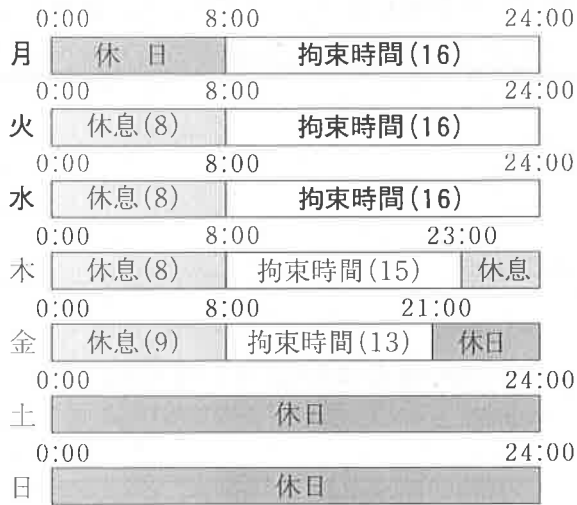 0:00 8:00 24:00
月 休 日 拘束時間(16)
0:00 8:00 24:00
火 休息(8) 拘束時間(16)
0:00 8:00 24:00
水 休息(8) 拘束時間(16)
0:00 8:00 23:00
木 休息(8) 拘束時間(15) 休息
0:00 8:00 21:00
金 休息(9) 拘束時間(13) 休日
0:00 24:00
土 休日
0:00 24:00
日 休日